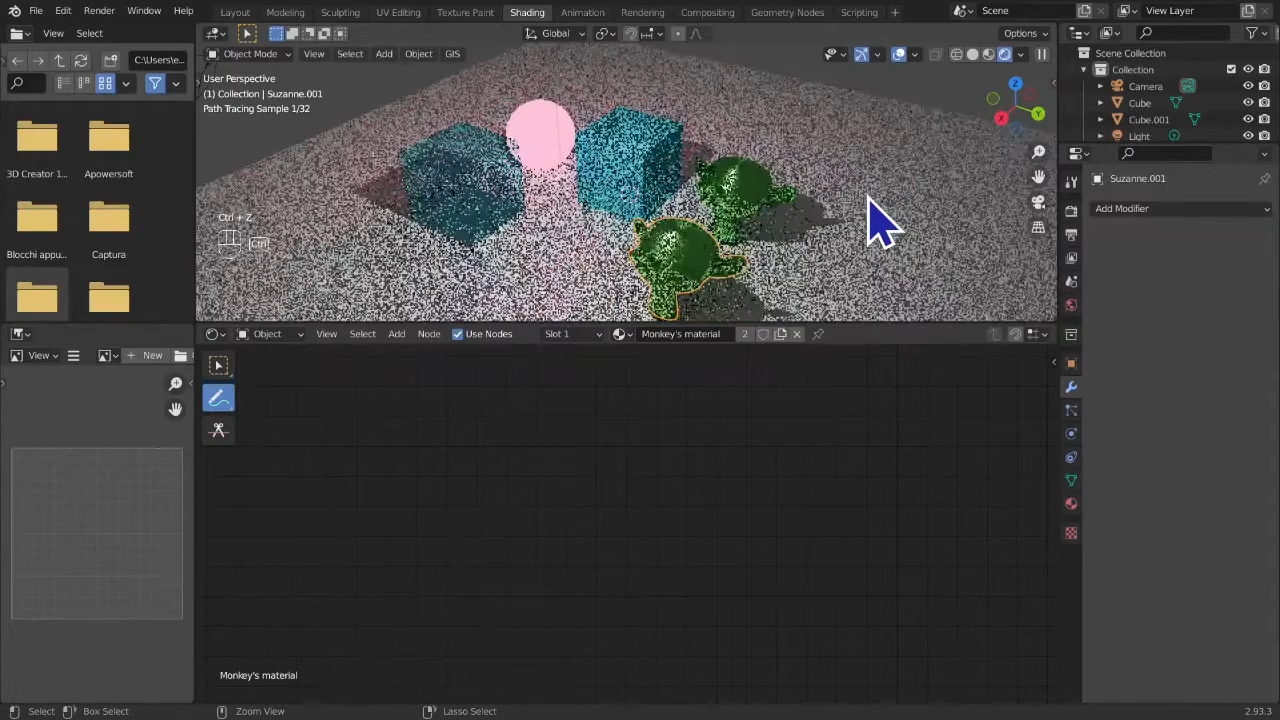 File Edit Render Window Help Layout Modeling Sculpting UV Editing Texture Paint Shading Animation Rendering Compositing Geometry Nodes Scripting + Scene View Layer
View Select
C:\Users\e...
3D Creator 1...
Apowersoft
Blocchi appu...
Captura
View New
Global
Options
Object Mode View Select Add Object GIS
User Perspective
(1) Collection | Suzanne.001
Path Tracing Sample 1/32
Ctrl + Z
Ctrl
Z
Y
X
Object View Select Add Node Use Nodes Slot 1 Monkey's material 2
Monkey's material
Scene Collection
Collection
Camera
Cube
Cube.001
Light
Suzanne.001
Add Modifier
Select Box Select Zoom View Lasso Select 2.93.3